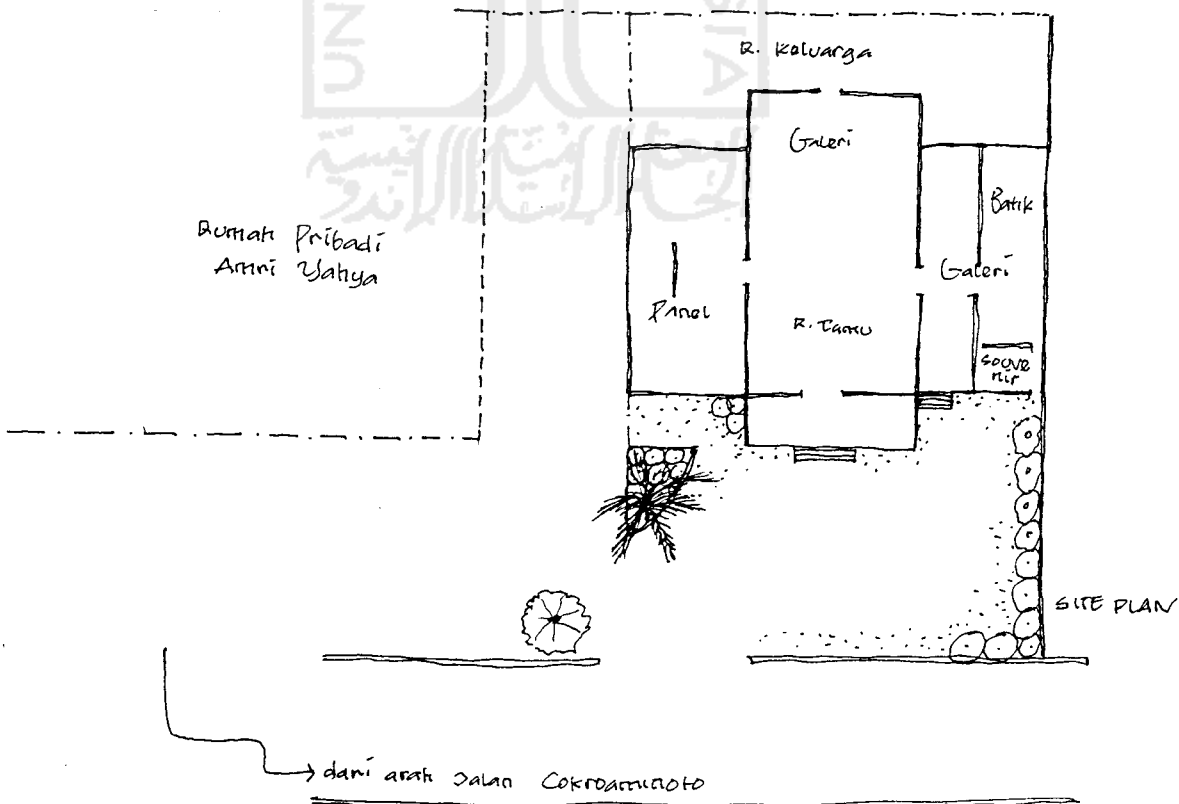 R. Keluarga
Galeri
Batik
Rumah Pribadi
Amri Yahya
Galeri
Panel
R. Tamu
Souve
nir
SITE PLAN
dari arah Jalan Cokroaminoto